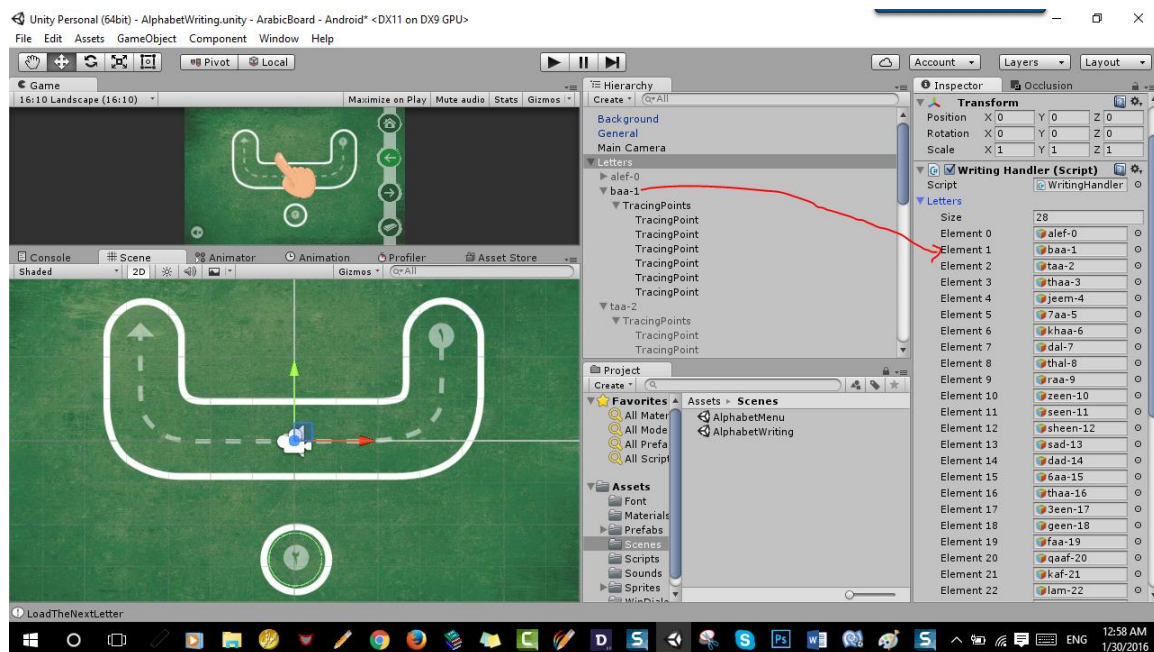 Unity Personal (64bit) - AlphabetWriting.unity - ArabicBoard - Android* <DX11 on DX9 GPU>
File Edit Assets GameObject Component Window Help
Pivot Local Account Layers Layout
Game
16:10 Landscape (16:10) Maximize on Play Mute audio Stats Gizmos
١
٢
Console Scene Animator Animation Profiler Asset Store
Shaded 2D Gizmos All
١
٢
Hierarchy
Create All
Background
General
Main Camera
Letters
alef-0
baa-1
TracingPoints
TracingPoint
TracingPoint
TracingPoint
TracingPoint
TracingPoint
TracingPoint
taa-2
TracingPoints
TracingPoint
TracingPoint
Project
Create
Favorites
All Mater
All Mode
All Prefa
All Script
Assets
Font
Materials
Prefabs
Scenes
Scripts
Sounds
Sprites
Assets Scenes
AlphabetMenu
AlphabetWriting
Inspector Occlusion
Transform
Position X 0 Y 0 Z 0
Rotation X 0 Y 0 Z 0
Scale X 1 Y 1 Z 1
Writing Handler (Script)
Script WritingHandler
Letters
Size 28
Element 0 alef-0
Element 1 baa-1
Element 2 taa-2
Element 3 thaa-3
Element 4 jeem-4
Element 5 7aa-5
Element 6 khaa-6
Element 7 dal-7
Element 8 thal-8
Element 9 raa-9
Element 10 zeen-10
Element 11 seen-11
Element 12 sheen-12
Element 13 sad-13
Element 14 dad-14
Element 15 6aa-15
Element 16 thaa-16
Element 17 3een-17
Element 18 geen-18
Element 19 faa-19
Element 20 qaaf-20
Element 21 kaf-21
Element 22 lam-22
LoadTheNextLetter
ENG 12:58 AM
1/30/2016